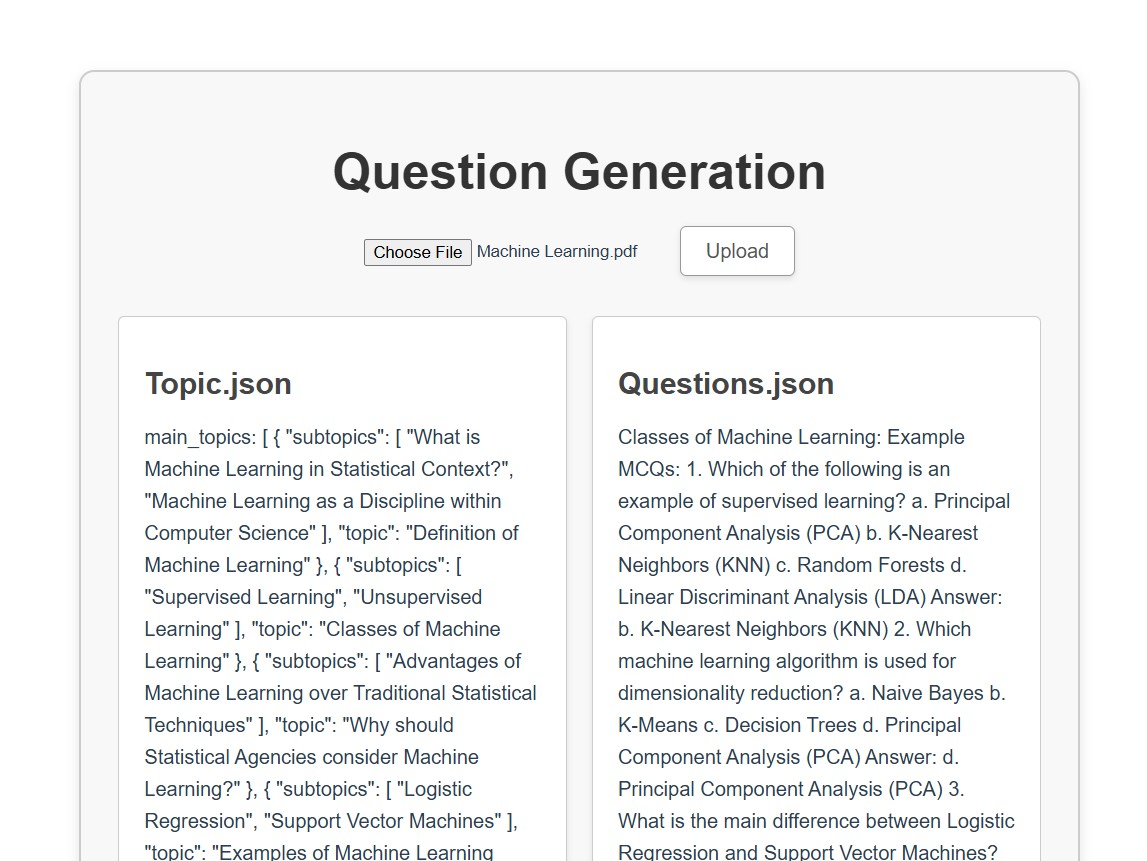 Question Generation
Choose File Machine Learning.pdf
Upload
Topic.json
main_topics: [ { "subtopics": [ "What is
Machine Learning in Statistical Context?",
"Machine Learning as a Discipline within
Computer Science" ], "topic": "Definition of
Machine Learning" }, { "subtopics": [
"Supervised Learning", "Unsupervised
Learning" ], "topic": "Classes of Machine
Learning" }, { "subtopics": [ "Advantages of
Machine Learning over Traditional Statistical
Techniques" ], "topic": "Why should
Statistical Agencies consider Machine
Learning?" }, { "subtopics": [ "Logistic
Regression", "Support Vector Machines" ],
"topic": "Examples of Machine Learning
Questions.json
Classes of Machine Learning: Example
MCQs: 1. Which of the following is an
example of supervised learning? a. Principal
Component Analysis (PCA) b. K-Nearest
Neighbors (KNN) c. Random Forests d.
Linear Discriminant Analysis (LDA) Answer:
b. K-Nearest Neighbors (KNN) 2. Which
machine learning algorithm is used for
dimensionality reduction? a. Naive Bayes b.
K-Means c. Decision Trees d. Principal
Component Analysis (PCA) Answer: d.
Principal Component Analysis (PCA) 3.
What is the main difference between Logistic
Regression and Support Vector Machines?